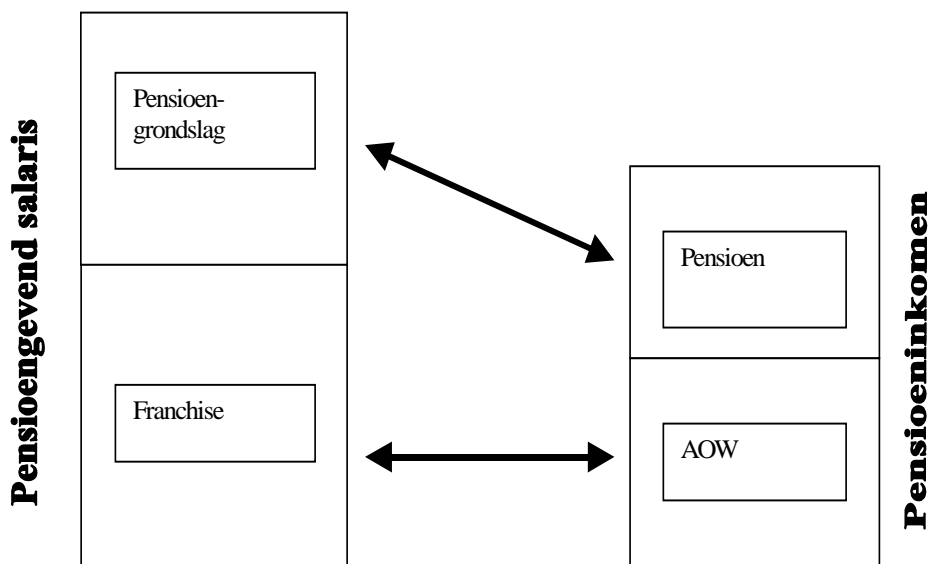 Pensioengevend salaris
Pensioen-
grondslag
Franchise
Pensioen
AOW
Pensioeninkomen